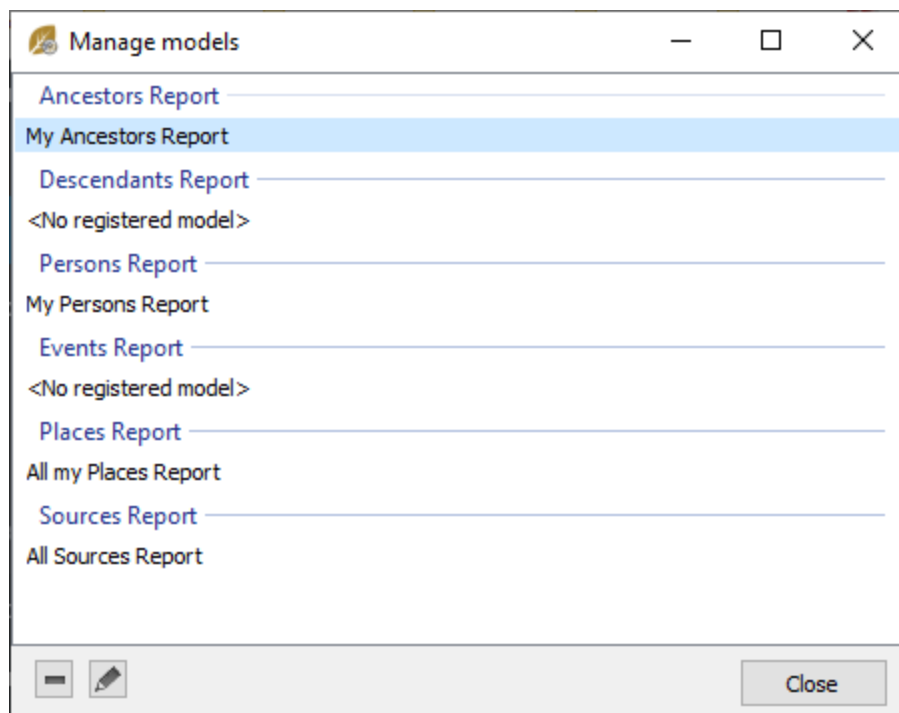 Manage models
Ancestors Report
My Ancestors Report
Descendants Report
<No registered model>
Persons Report
My Persons Report
Events Report
<No registered model>
Places Report
All my Places Report
Sources Report
All Sources Report
Close